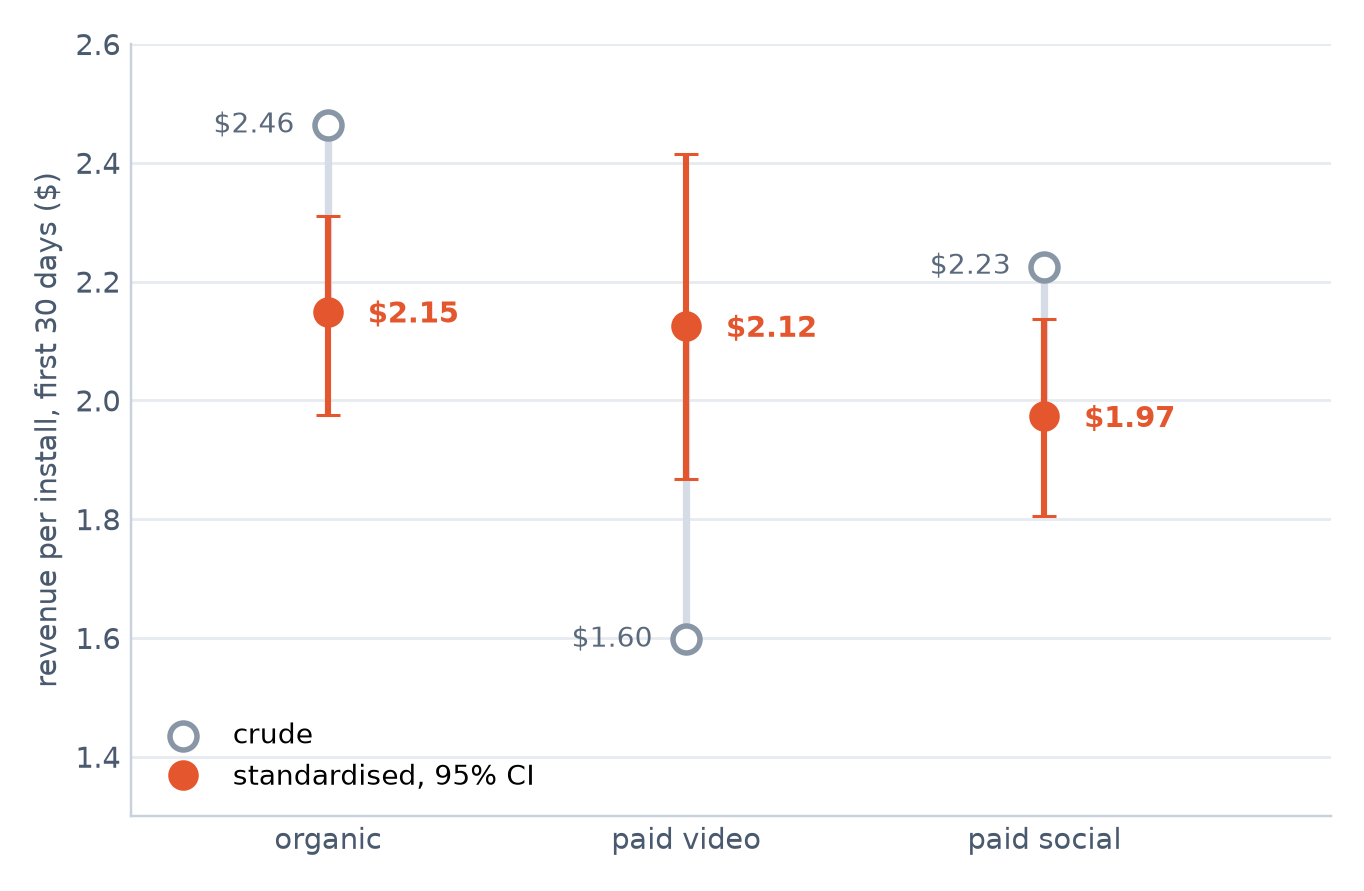 revenue per install, first 30 days ($)
2.6
2.4
2.2
2.0
1.8
1.6
1.4
$2.46
$2.15
$2.12
$1.60
$2.23
$1.97
crude
standardised, 95% CI
organic
paid video
paid social